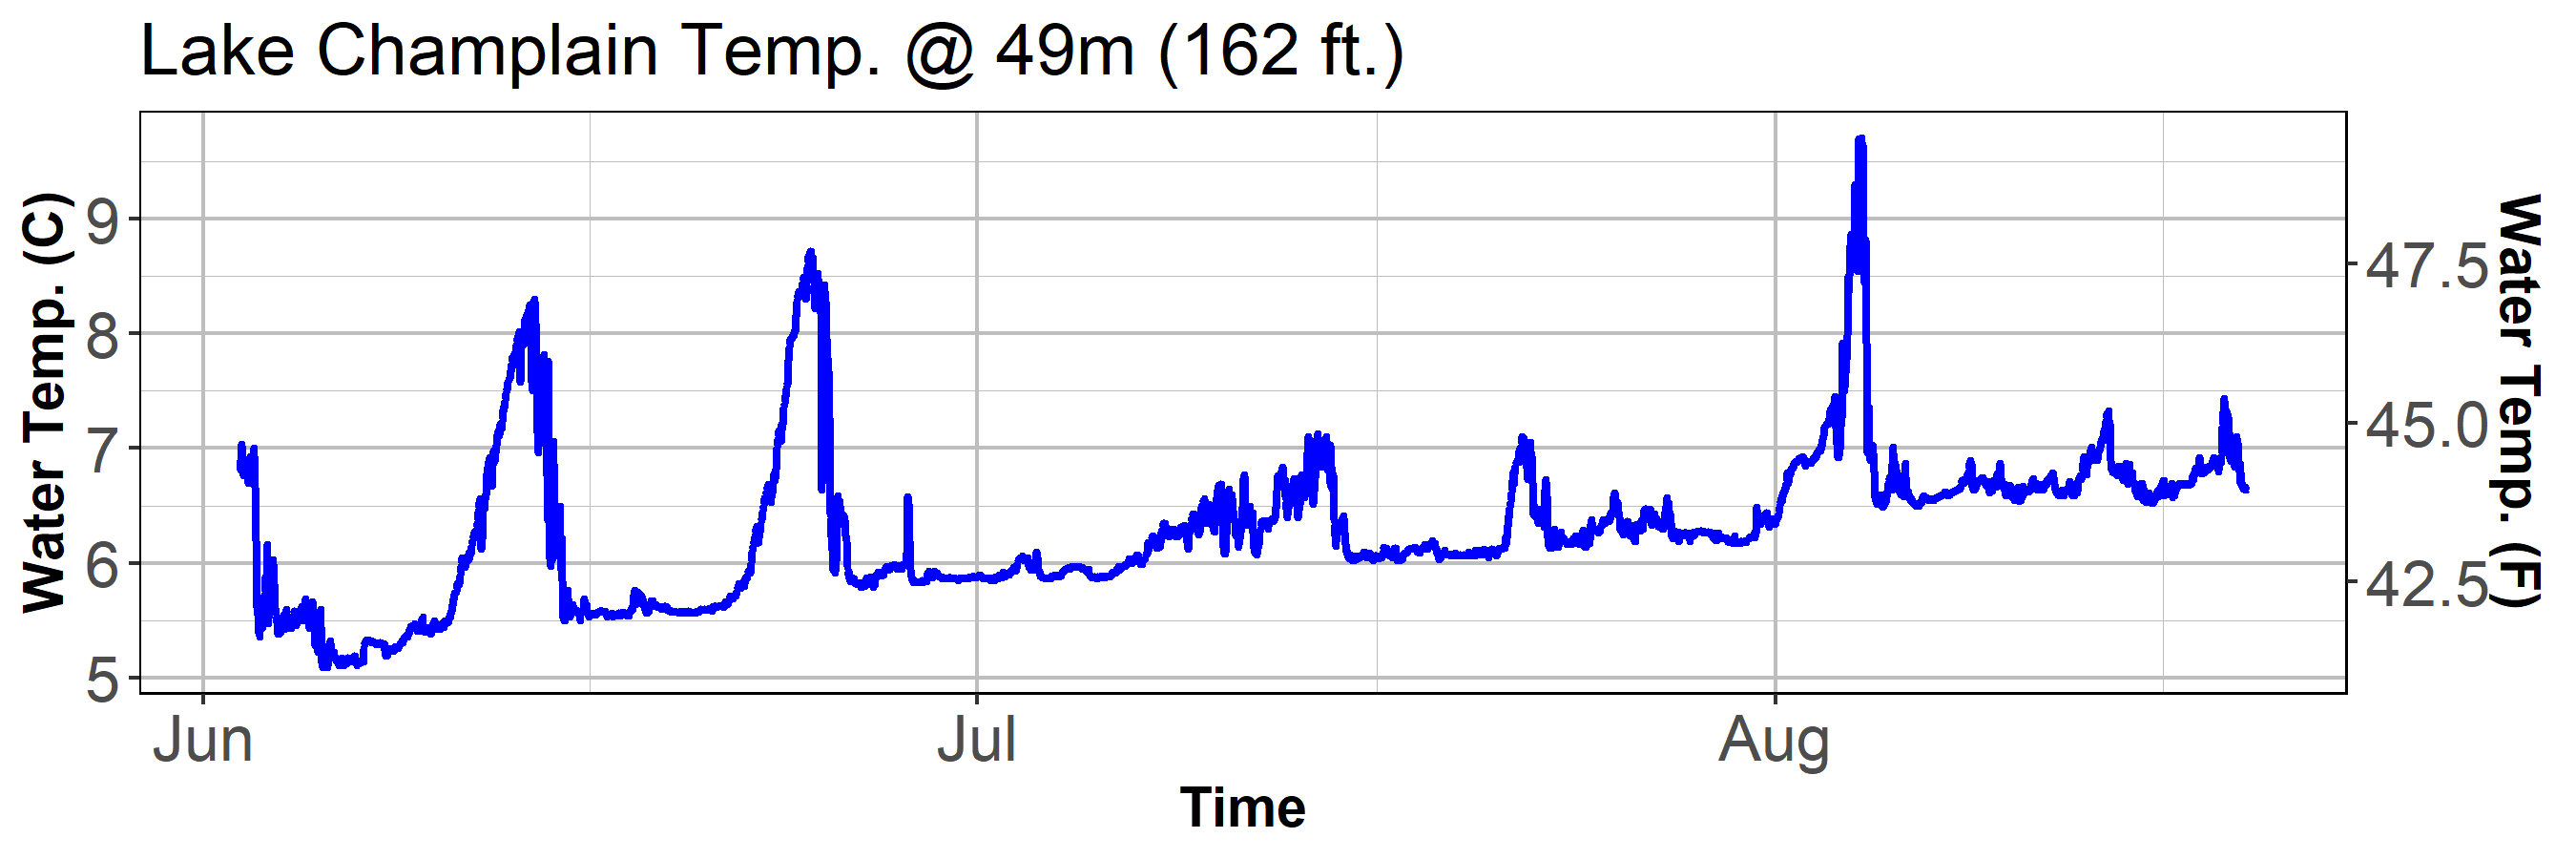 Lake Champlain Temp. @ 49m (162 ft.)
Water Temp. (C)
9
8
7
6
5
47.5
45.0
42.5
Water Temp. (F)
Jun Jul Aug
Time